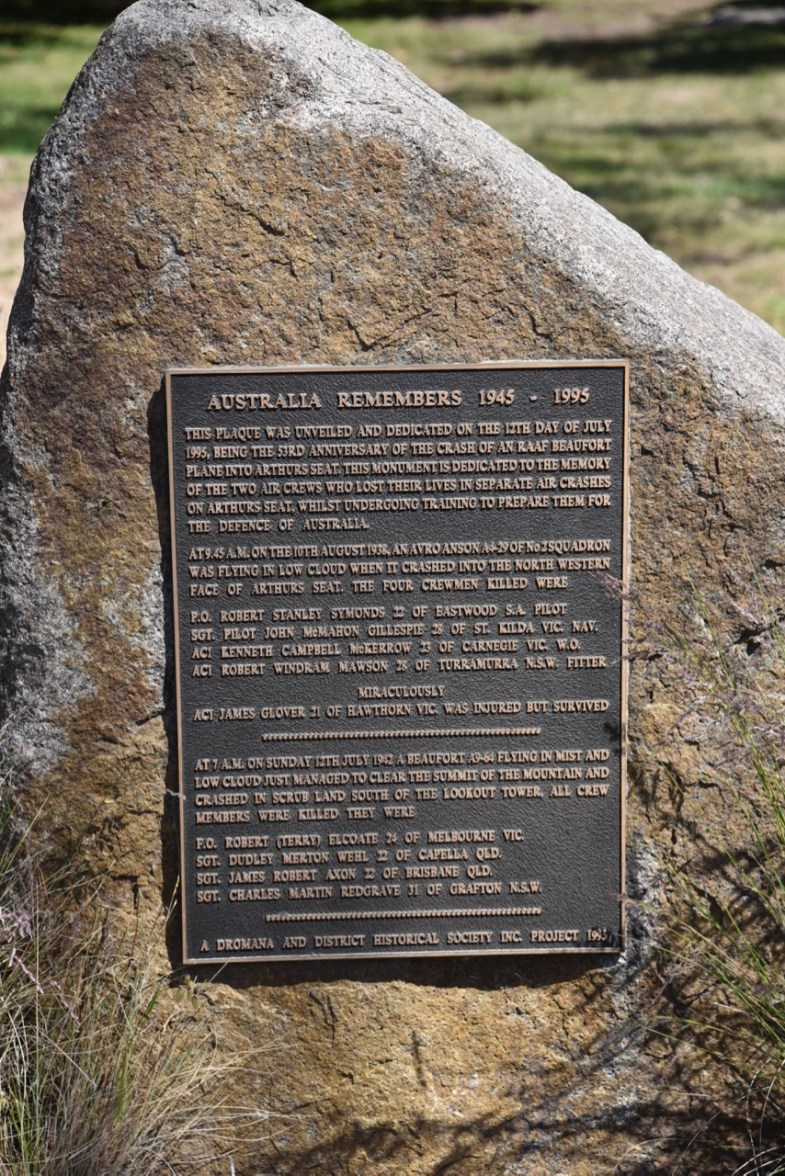 AUSTRALIA REMEMBERS 1945 - 1995
THIS PLAQUE WAS UNVEILED AND DEDICATED ON THE 12TH DAY OF JULY
1995, BEING THE 53RD ANNIVERSARY OF THE CRASH OF AN RAAF BEAUFORT
PLANE INTO ARTHURS SEAT. THIS MONUMENT IS DEDICATED TO THE MEMORY
OF THE TWO AIR CREWS WHO LOST THEIR LIVES IN SEPARATE AIR CRASHES
ON ARTHURS SEAT, WHILST UNDERGOING TRAINING TO PREPARE THEM FOR
THE DEFENCE OF AUSTRALIA.
AT 9.45 A.M. ON THE 10TH AUGUST 1938, AN AVRO ANSON A4-29 OF No 2 SQUADRON
WAS FLYING IN LOW CLOUD WHEN IT CRASHED INTO THE NORTH WESTERN
FACE OF ARTHURS SEAT. THE FOUR CREWMEN KILLED WERE
P.O. ROBERT STANLEY SYMONDS 22 OF EASTWOOD S.A. PILOT
SGT. PILOT JOHN McMAHON GILLESPIE 28 OF ST. KILDA VIC. NAV.
AC1 KENNETH CAMPBELL McKERROW 23 OF CARNEGIE VIC. W.O.
AC1 ROBERT WINDRAM MAWSON 28 OF TURRAMURRA N.S.W. FITTER
MIRACULOUSLY
AC1 JAMES GLOVER 21 OF HAWTHORN VIC. WAS INJURED BUT SURVIVED
AT 7 A.M. ON SUNDAY 12TH JULY 1942 A BEAUFORT A9-64 FLYING IN MIST AND
LOW CLOUD JUST MANAGED TO CLEAR THE SUMMIT OF THE MOUNTAIN AND
CRASHED IN SCRUB LAND SOUTH OF THE LOOKOUT TOWER, ALL CREW
MEMBERS WERE KILLED THEY WERE
F.O. ROBERT (TERRY) ELCOATE 24 OF MELBOURNE VIC.
SGT. DUDLEY MERTON WEHL 22 OF CAPELLA QLD.
SGT. JAMES ROBERT AXON 22 OF BRISBANE QLD.
SGT. CHARLES MARTIN REDGRAVE 31 OF GRAFTON N.S.W.
A DROMANA AND DISTRICT HISTORICAL SOCIETY INC. PROJECT 1995